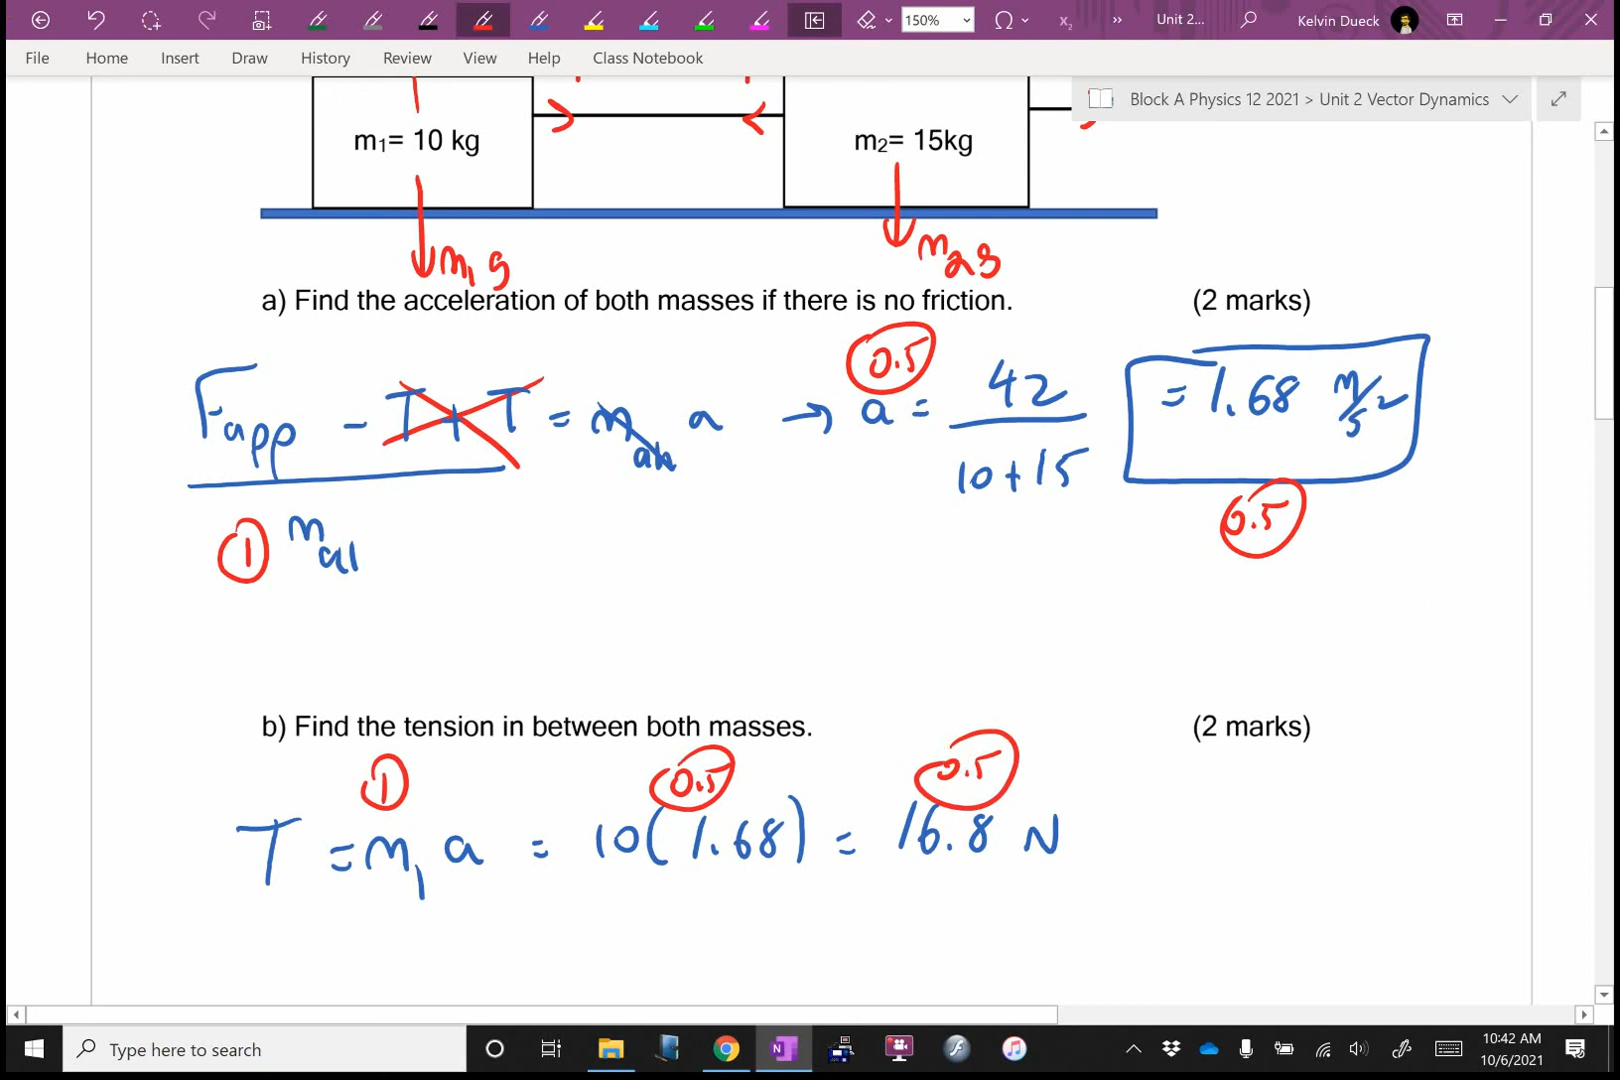 150%
Unit 2...
Kelvin Dueck
File Home Insert Draw History Review View Help Class Notebook
Block A Physics 12 2021 > Unit 2 Vector Dynamics
m₁= 10 kg
m₂= 15kg
m₁g
m₂g
a) Find the acceleration of both masses if there is no friction. (2 marks)
0.5
F app - T + T = m all a → a = 42 / 10+15 = 1.68 m/s²
① m all
0.5
b) Find the tension in between both masses. (2 marks)
① 0.5 0.5
T = m₁ a = 10(1.68) = 16.8 N
Type here to search
10:42 AM
10/6/2021